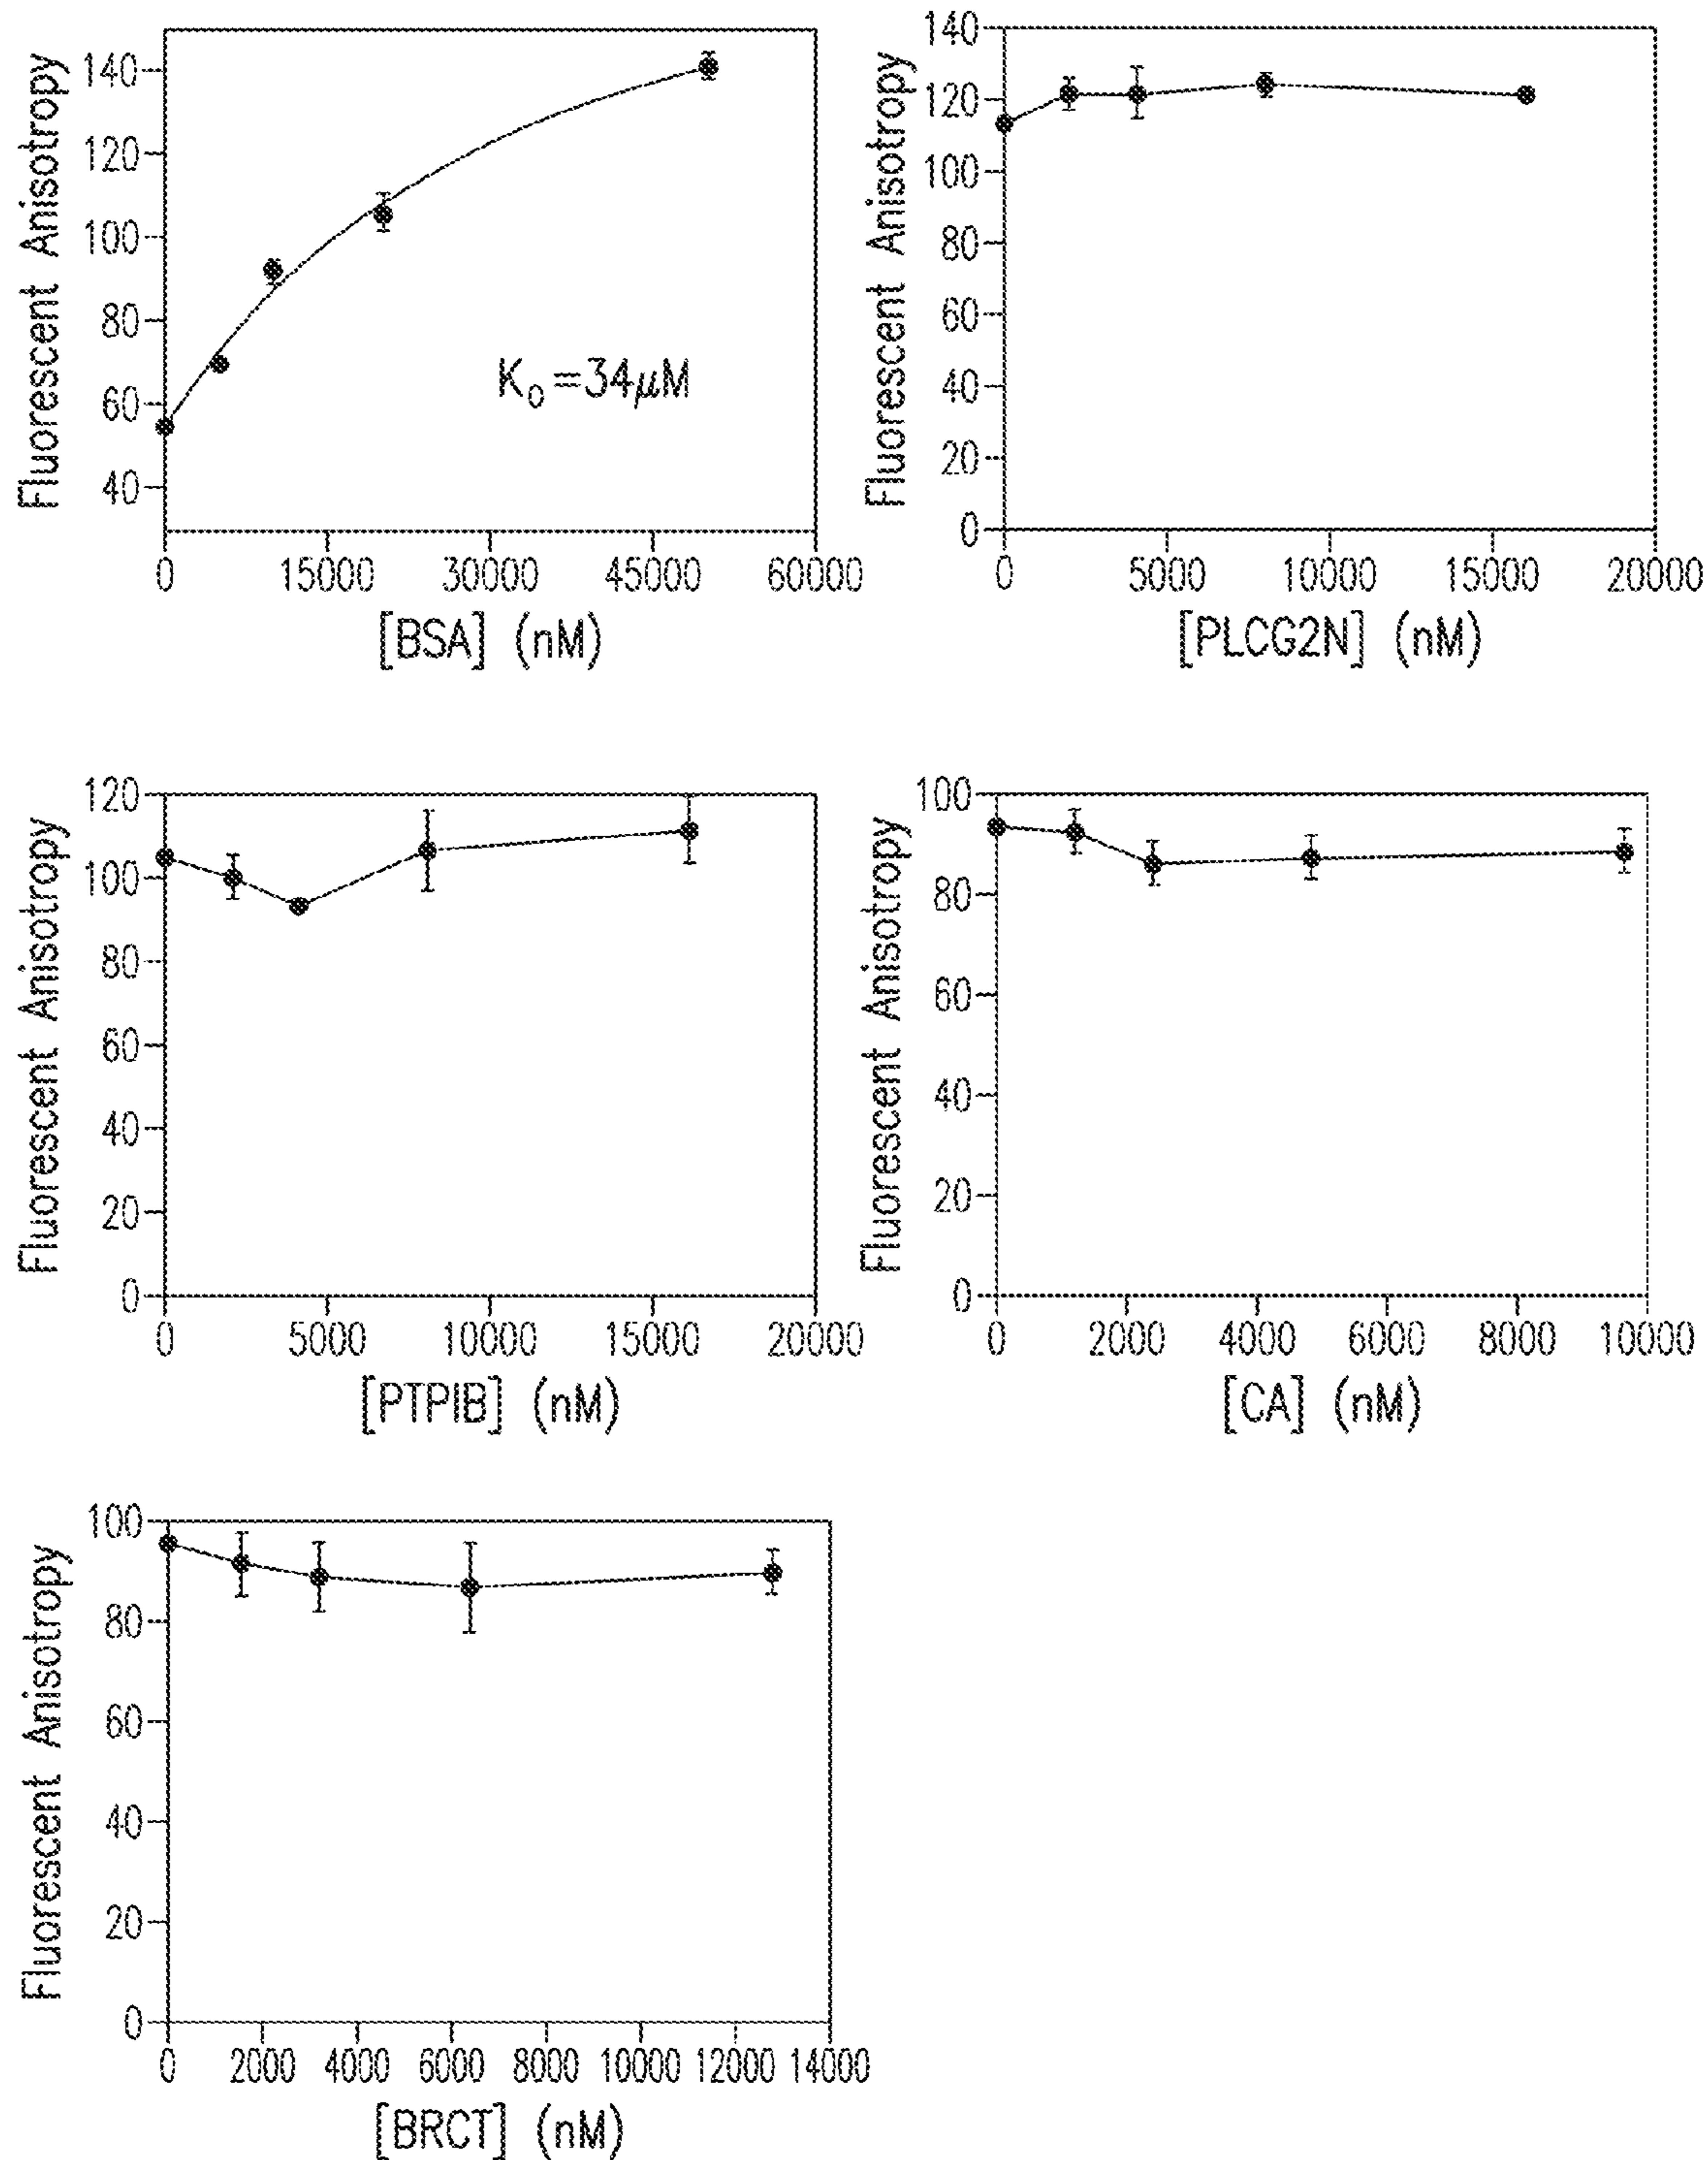 Fluorescent Anisotropy
140
120
100
80
60
40
K₀=34μM
0 15000 30000 45000 60000
[BSA] (nM)
Fluorescent Anisotropy
140
120
100
80
60
40
20
0
0 5000 10000 15000 20000
[PLCG2N] (nM)
Fluorescent Anisotropy
120
100
80
60
40
20
0
0 5000 10000 15000 20000
[PTPIB] (nM)
Fluorescent Anisotropy
100
80
60
40
20
0
0 2000 4000 6000 8000 10000
[CA] (nM)
Fluorescent Anisotropy
100
80
60
40
20
0
0 2000 4000 6000 8000 10000 12000 14000
[BRCT] (nM)